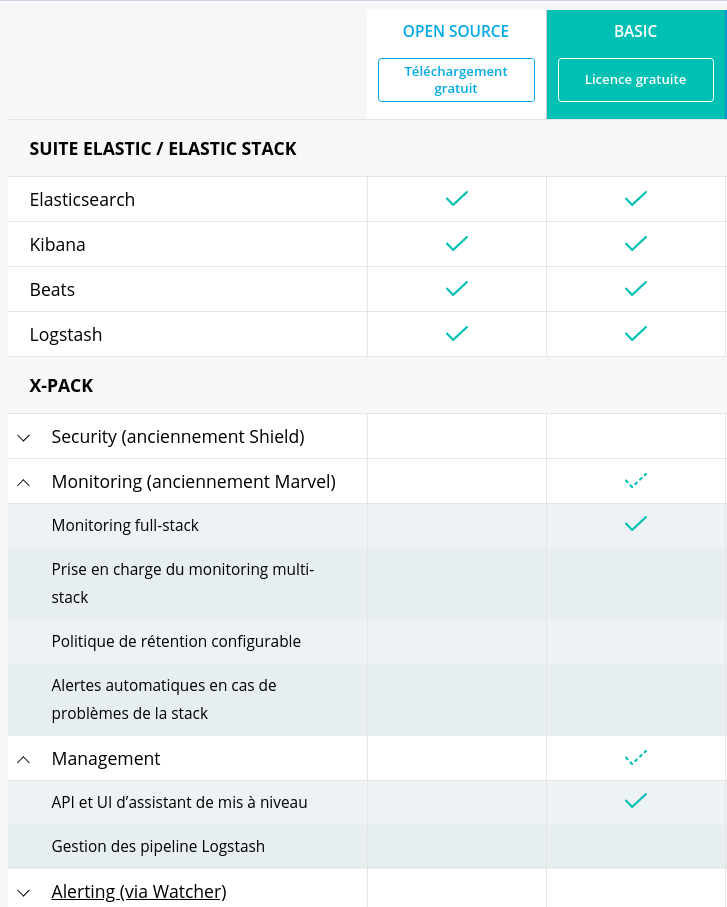 OPEN SOURCE
BASIC
Téléchargement
gratuit
Licence gratuite
SUITE ELASTIC / ELASTIC STACK
Elasticsearch
Kibana
Beats
Logstash
X-PACK
Security (anciennement Shield)
Monitoring (anciennement Marvel)
Monitoring full-stack
Prise en charge du monitoring multi-
stack
Politique de rétention configurable
Alertes automatiques en cas de
problèmes de la stack
Management
API et UI d’assistant de mis à niveau
Gestion des pipeline Logstash
Alerting (via Watcher)